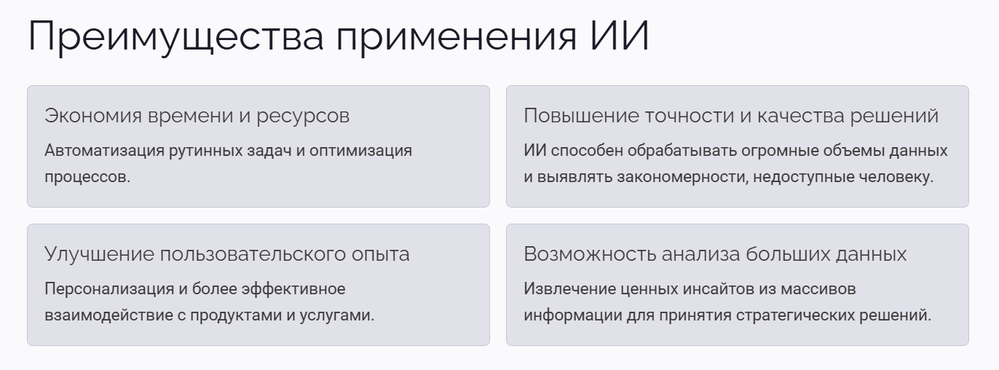 Преимущества применения ИИ
Экономия времени и ресурсов
Автоматизация рутинных задач и оптимизация
процессов.
Повышение точности и качества решений
ИИ способен обрабатывать огромные объемы данных
и выявлять закономерности, недоступные человеку.
Улучшение пользовательского опыта
Персонализация и более эффективное
взаимодействие с продуктами и услугами.
Возможность анализа больших данных
Извлечение ценных инсайтов из массивов
информации для принятия стратегических решений.